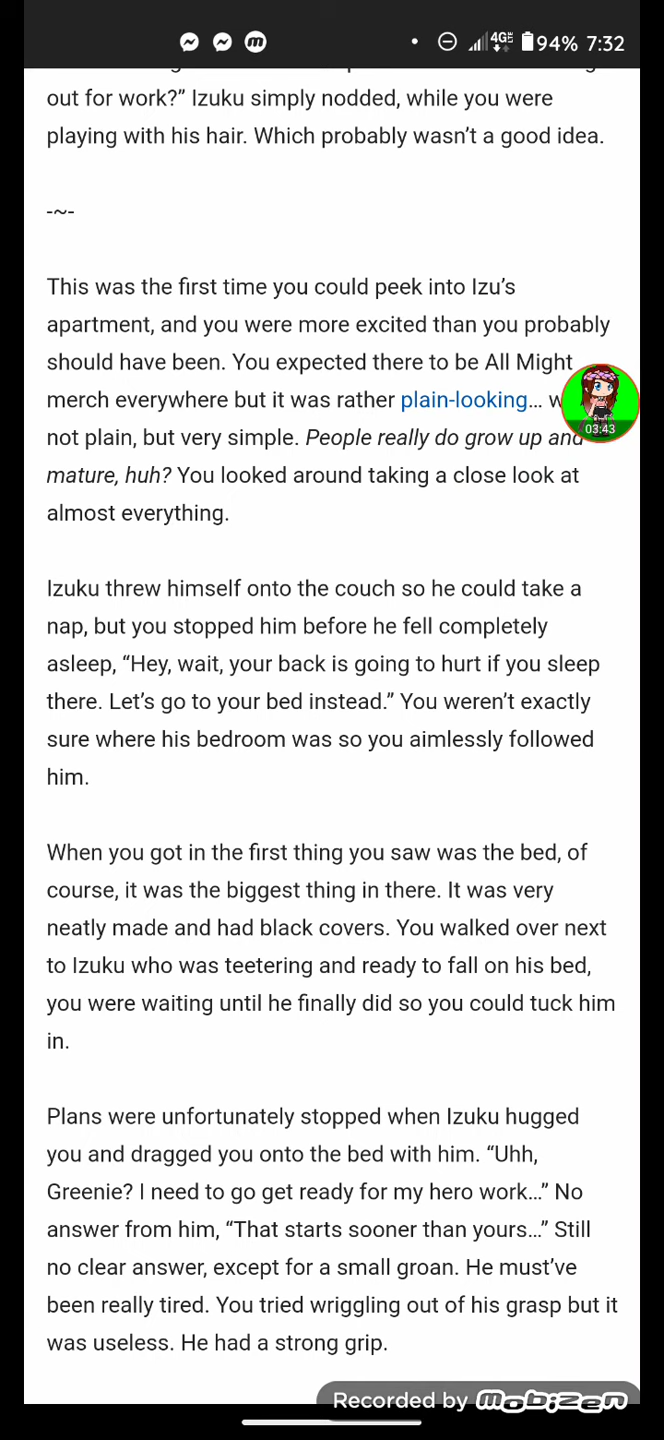 94% 7:32
out for work?” Izuku simply nodded, while you were
playing with his hair. Which probably wasn’t a good idea.
-~-
This was the first time you could peek into Izu’s
apartment, and you were more excited than you probably
should have been. You expected there to be All Might
merch everywhere but it was rather plain-looking...
not plain, but very simple. People really do grow up and
03:43
mature, huh? You looked around taking a close look at
almost everything.
Izuku threw himself onto the couch so he could take a
nap, but you stopped him before he fell completely
asleep, “Hey, wait, your back is going to hurt if you sleep
there. Let’s go to your bed instead.” You weren’t exactly
sure where his bedroom was so you aimlessly followed
him.
When you got in the first thing you saw was the bed, of
course, it was the biggest thing in there. It was very
neatly made and had black covers. You walked over next
to Izuku who was teetering and ready to fall on his bed,
you were waiting until he finally did so you could tuck him
in.
Plans were unfortunately stopped when Izuku hugged
you and dragged you onto the bed with him. “Uhh,
Greenie? I need to go get ready for my hero work...” No
answer from him, “That starts sooner than yours...” Still
no clear answer, except for a small groan. He must’ve
been really tired. You tried wriggling out of his grasp but it
was useless. He had a strong grip.
Recorded by mobizen